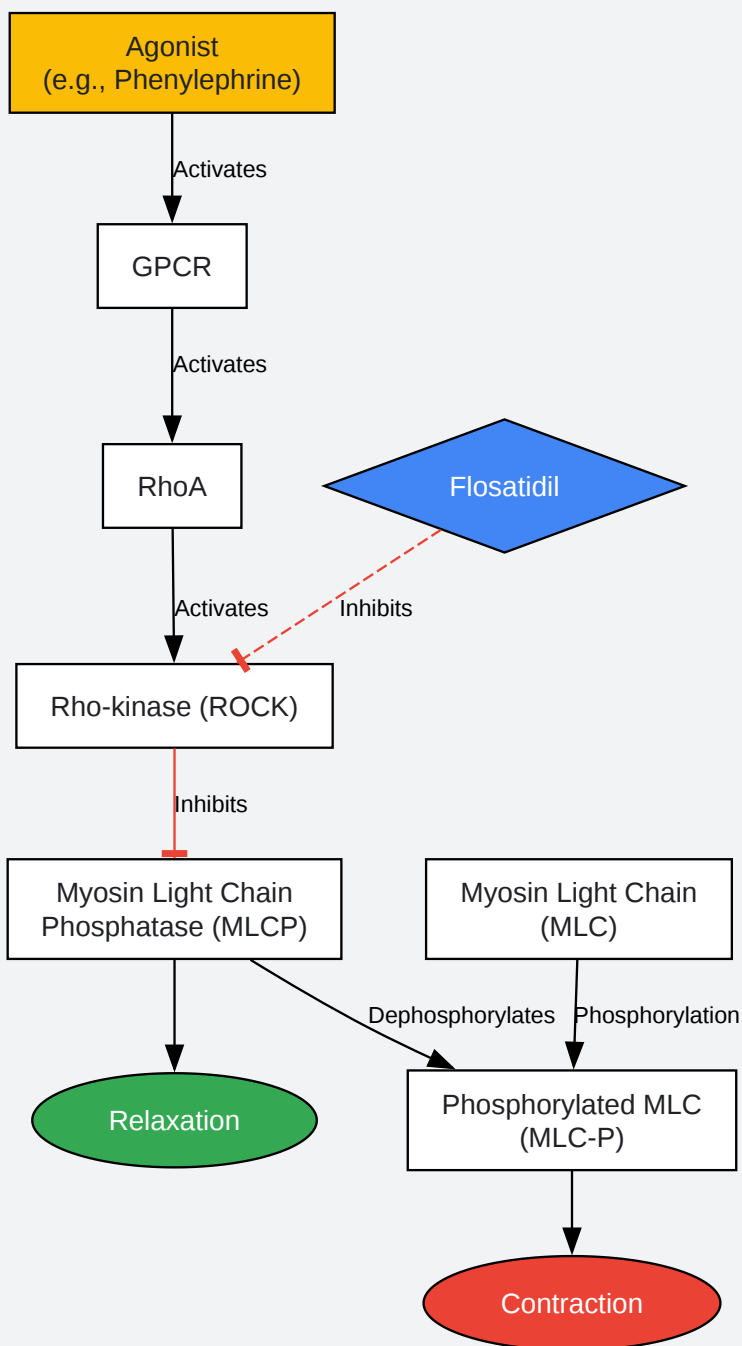 Agonist
(e.g., Phenylephrine)
Activates
GPCR
Activates
RhoA
Flosatidil
Activates
Inhibits
Rho-kinase (ROCK)
Inhibits
Myosin Light Chain
Phosphatase (MLCP)
Myosin Light Chain
(MLC)
Dephosphorylates
Phosphorylation
Relaxation
Phosphorylated MLC
(MLC-P)
Contraction